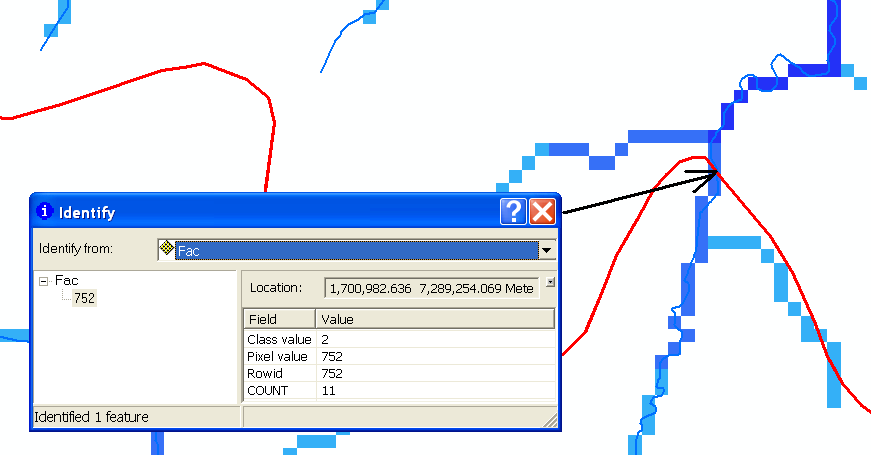 Identify
Identify from: Fac
Fac
752
Location: 1,700,982.636 7,289,254.069 Mete
Field Value
Class value 2
Pixel value 752
Rowid 752
COUNT 11
Identified 1 feature